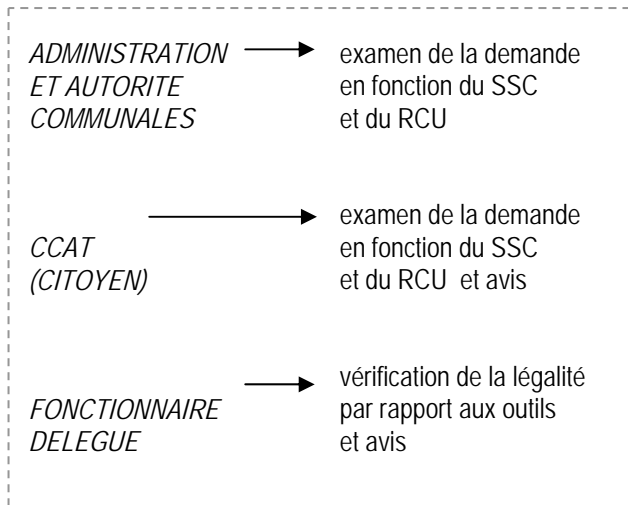 ADMINISTRATION
ET AUTORITE
COMMUNALES
examen de la demande
en fonction du SSC
et du RCU
CCAT
(CITOYEN)
examen de la demande
en fonction du SSC
et du RCU et avis
FONCTIONNAIRE
DELEGUE
vérification de la légalité
par rapport aux outils
et avis